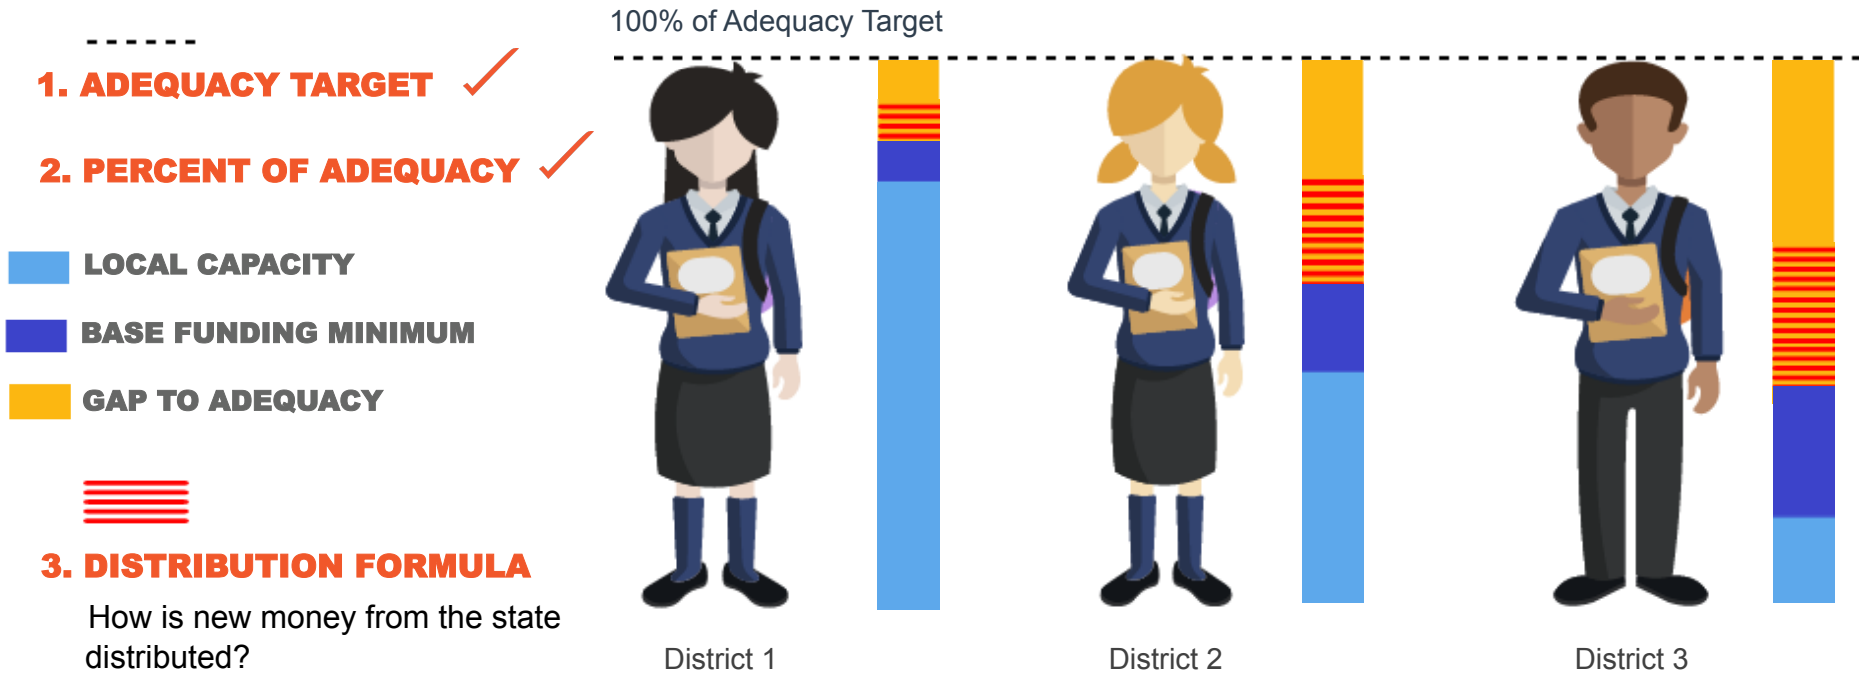 100% of Adequacy Target
1. ADEQUACY TARGET
2. PERCENT OF ADEQUACY
LOCAL CAPACITY
BASE FUNDING MINIMUM
GAP TO ADEQUACY
3. DISTRIBUTION FORMULA
How is new money from the state
distributed?
District 1
District 2
District 3